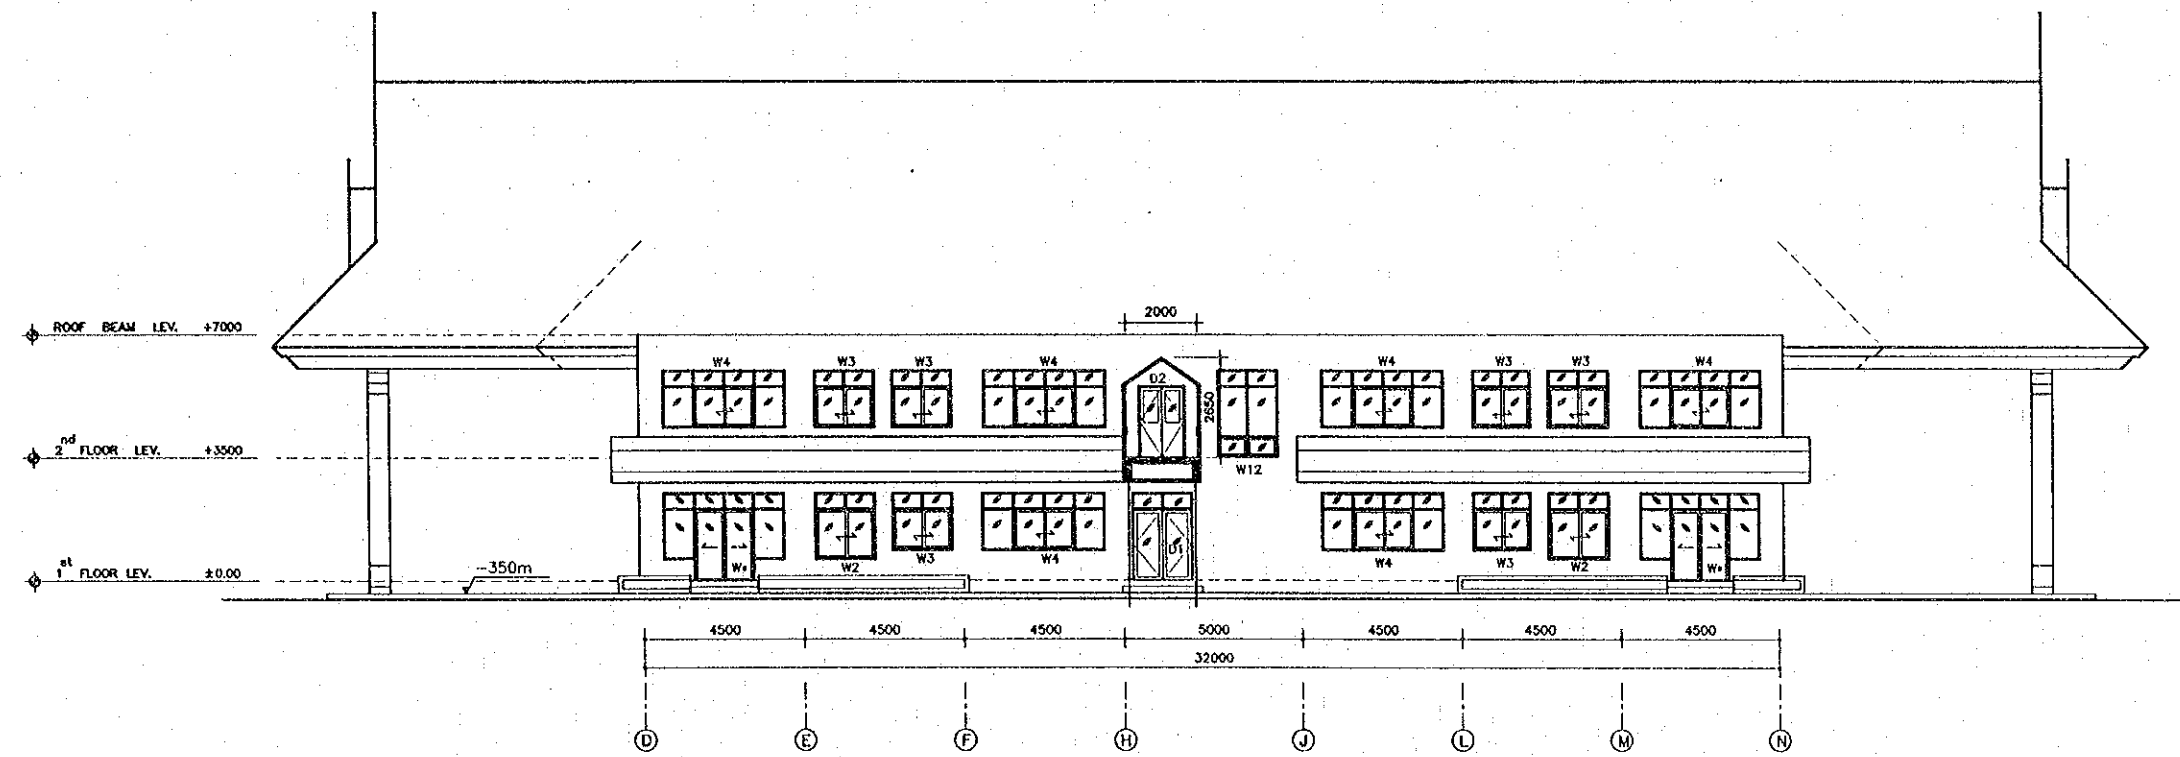 2000
ROOF BEAM LEV. +7000
W4 W3 W3 W4 W4 W3 W3 W4
D2
2650
2nd FLOOR LEV. +3500
W12
D1
W3 W4 W4 W3
W2 W2
1st FLOOR LEV. ±0.00
-350m
4500 4500 4500 5000 4500 4500 4500
32000
D E F H J L M N